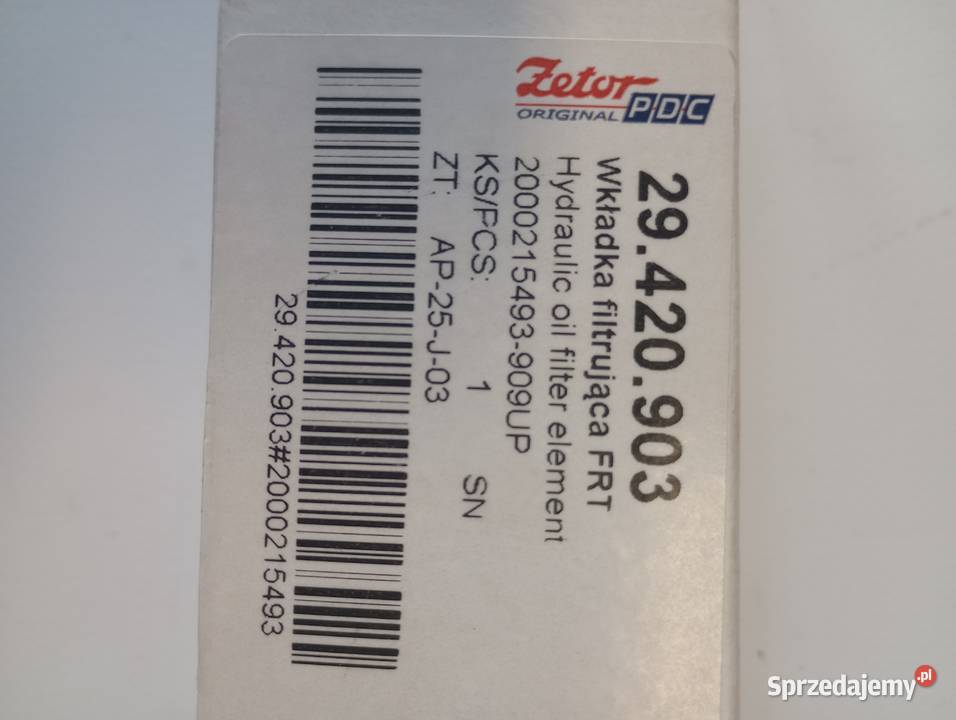 Zetor
ORIGINAL PDC
29.420.903
Wkładka filtrująca FRT
Hydraulic oil filter element
2000215493-909UP
KS/PCS: 1 SN
ZT: AP-25-J-03
29.420.903#2000215493
Sprzedajemy.pl